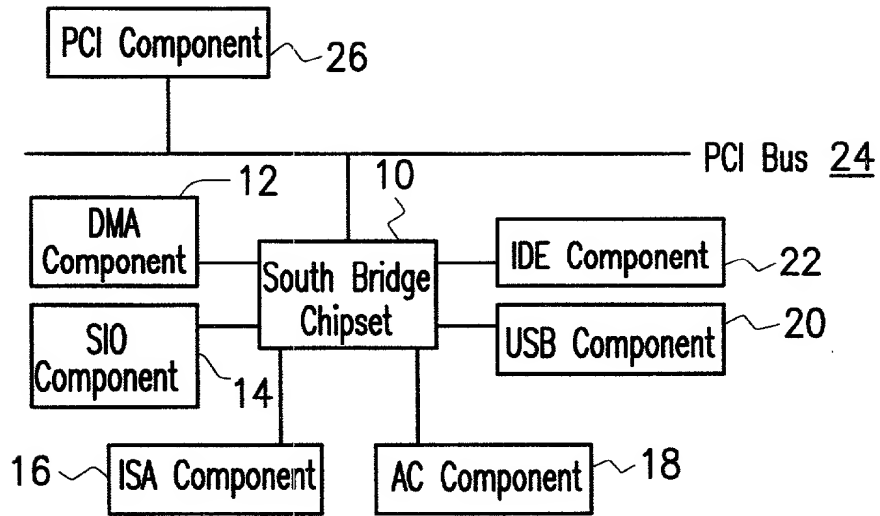 PCI Component
26
PCI Bus 24
12
10
DMA
Component
South Bridge
Chipset
IDE Component
22
SIO
Component
14
USB Component
20
16
ISA Component
AC Component
18